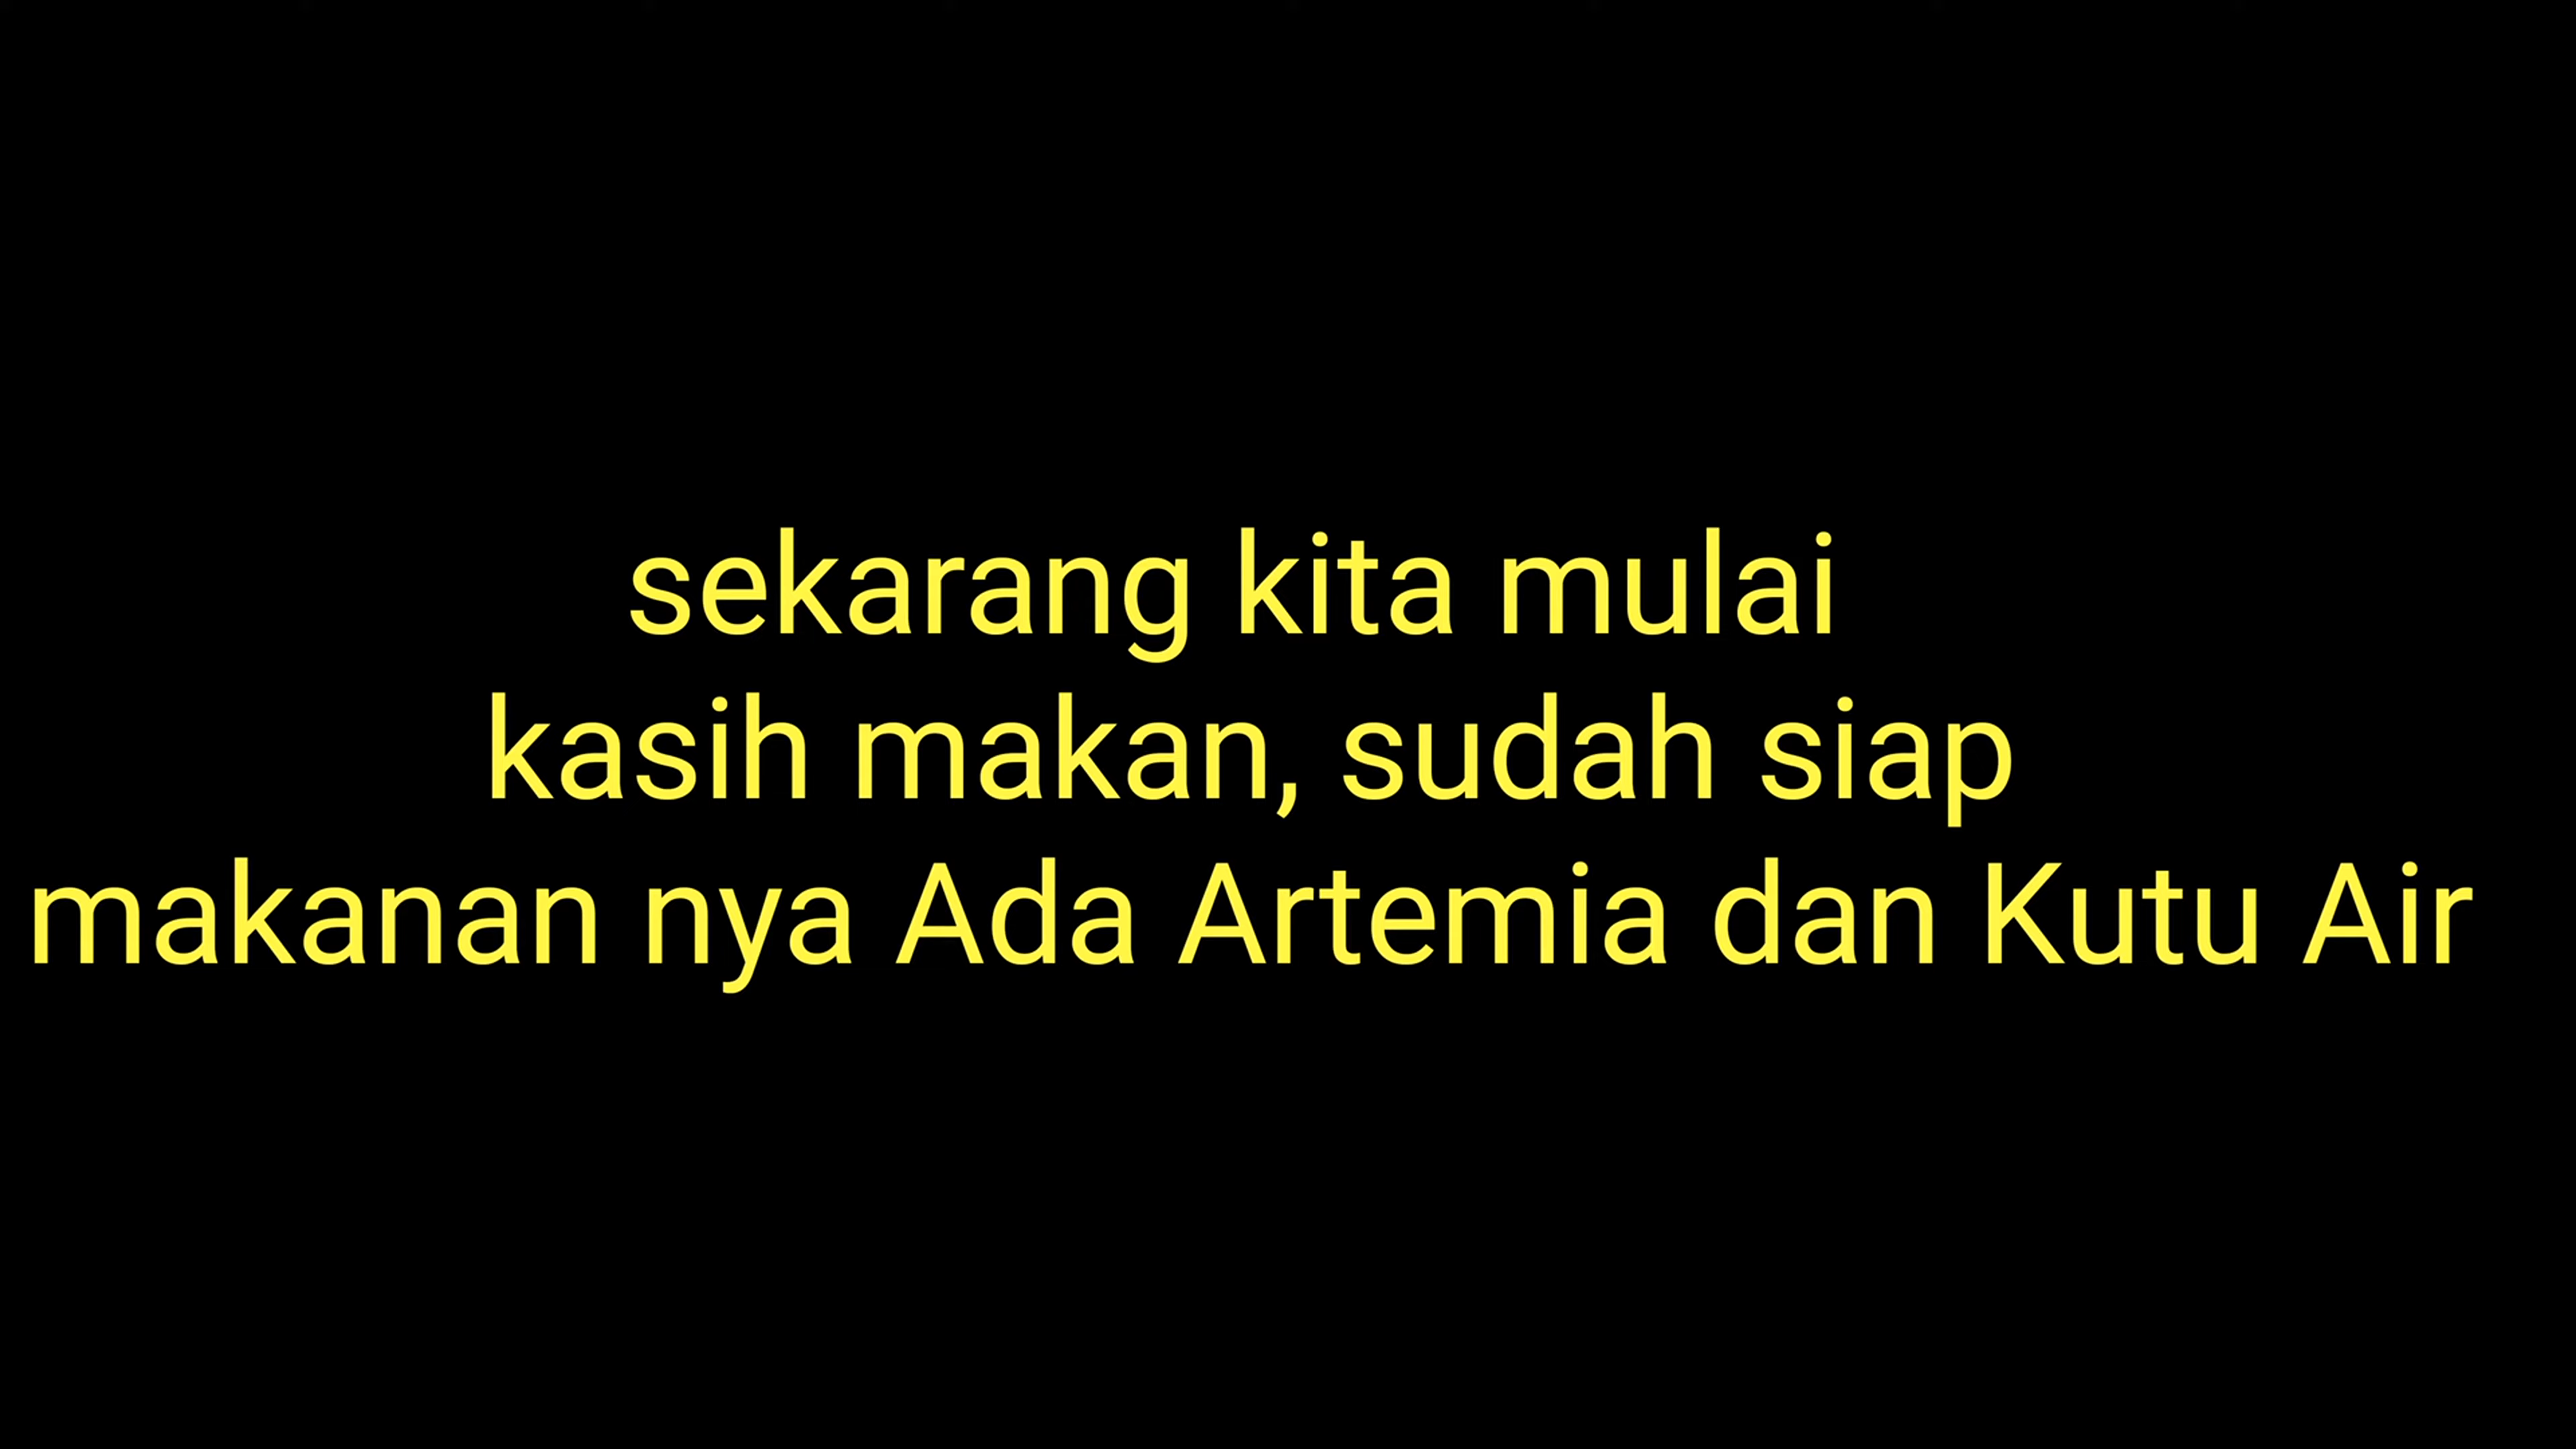 sekarang kita mulai
kasih makan, sudah siap
makanan nya Ada Artemia dan Kutu Air